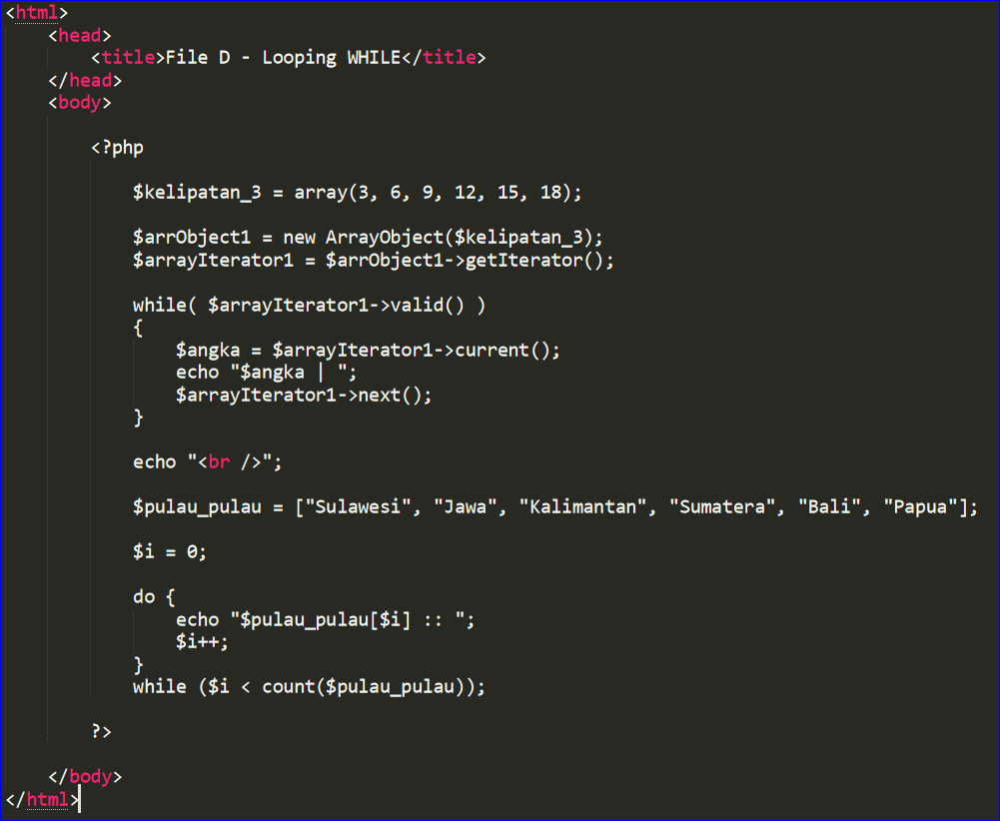 <html>
<head>
<title>File D - Looping WHILE</title>
</head>
<body>
<?php
$kelipatan_3 = array(3, 6, 9, 12, 15, 18);
$arrObject1 = new ArrayObject($kelipatan_3);
$arrayIterator1 = $arrObject1->getIterator();
while( $arrayIterator1->valid() )
{
$angka = $arrayIterator1->current();
echo "$angka | ";
$arrayIterator1->next();
}
echo "<br />";
$pulau_pulau = ["Sulawesi", "Jawa", "Kalimantan", "Sumatera", "Bali", "Papua"];
$i = 0;
do {
echo "$pulau_pulau[$i] :: ";
$i++;
}
while ($i < count($pulau_pulau));
?>
</body>
</html>